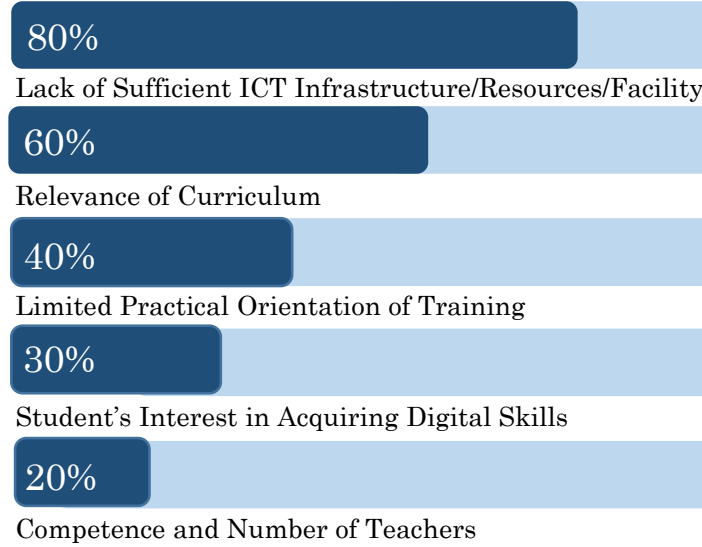 80%
Lack of Sufficient ICT Infrastructure/Resources/Facility
60%
Relevance of Curriculum
40%
Limited Practical Orientation of Training
30%
Student’s Interest in Acquiring Digital Skills
20%
Competence and Number of Teachers